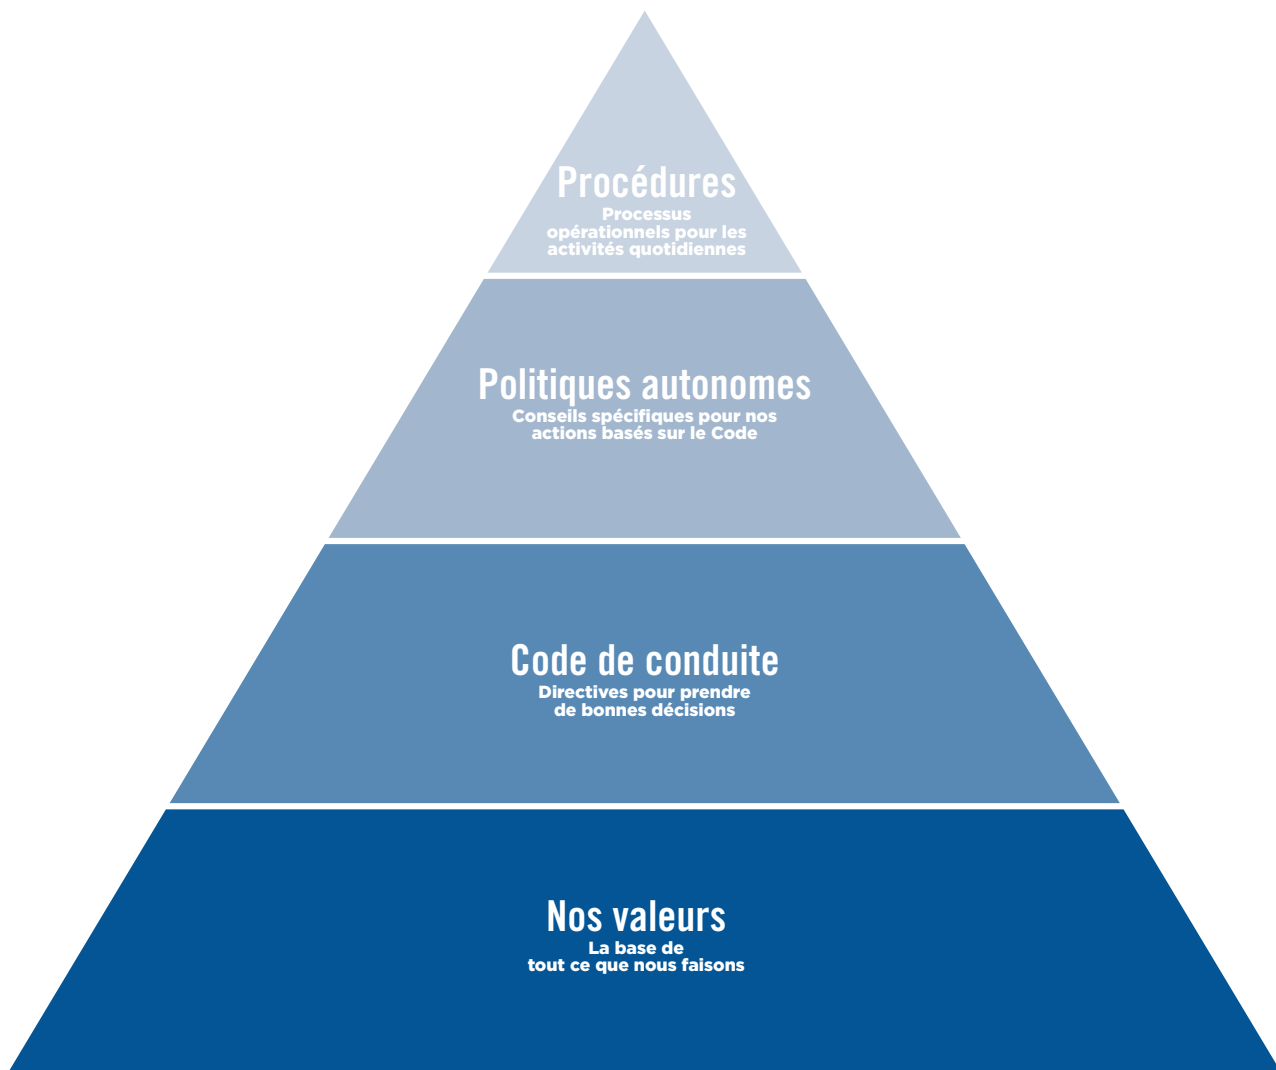 Procédures
Processus
opérationnels pour les
activités quotidiennes
Politiques autonomes
Conseils spécifiques pour nos
actions basés sur le Code
Code de conduite
Directives pour prendre
de bonnes décisions
Nos valeurs
La base de
tout ce que nous faisons